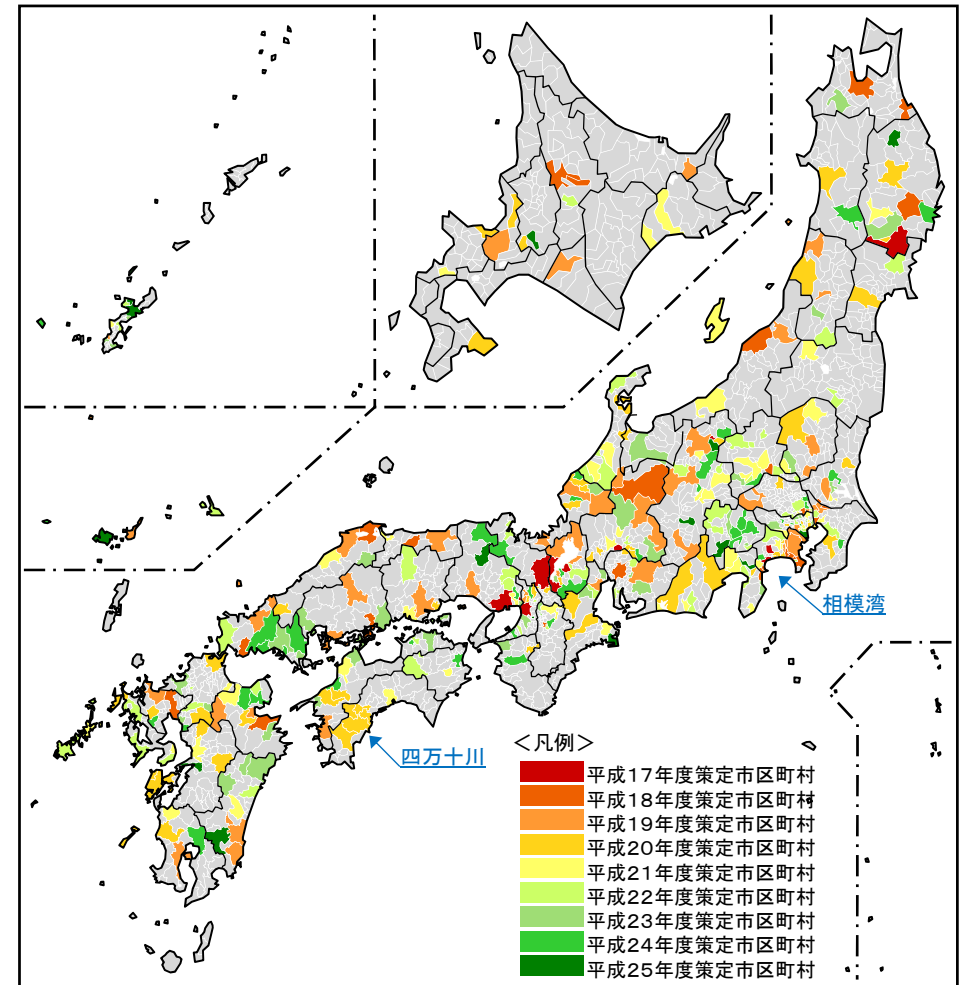 相模湾
四万十川
＜凡例＞
平成17年度策定市区町村
平成18年度策定市区町村
平成19年度策定市区町村
平成20年度策定市区町村
平成21年度策定市区町村
平成22年度策定市区町村
平成23年度策定市区町村
平成24年度策定市区町村
平成25年度策定市区町村